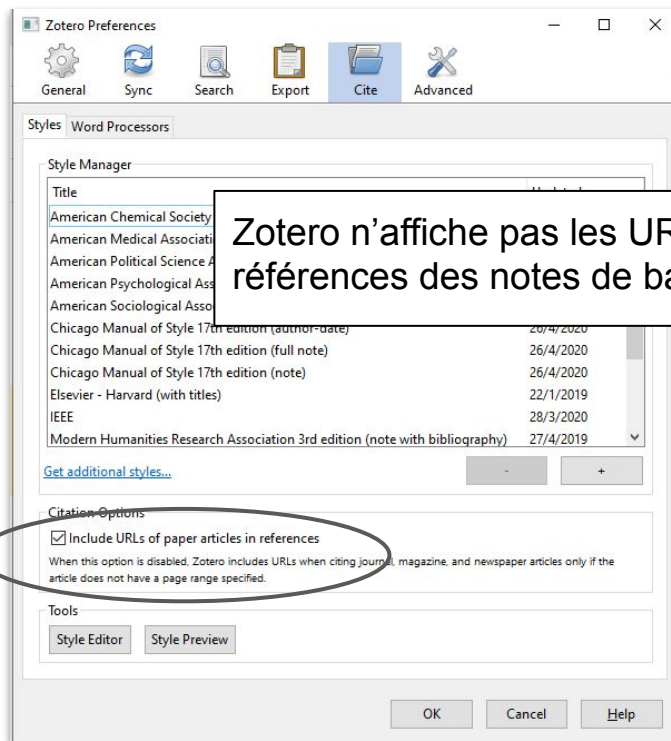 Zotero Preferences
General Sync Search Export Cite Advanced
Styles Word Processors
Style Manager
Title
American Chemical Society
American Medical
American Political Science
American Psychological
American Sociological
Zotero n’affiche pas les
références des notes de
Chicago Manual of Style 17th edition (author-date) 26/4/2020
Chicago Manual of Style 17th edition (full note) 26/4/2020
Chicago Manual of Style 17th edition (note) 26/4/2020
Elsevier - Harvard (with titles) 22/1/2019
IEEE 28/3/2020
Modern Humanities Research Association 3rd edition (note with bibliography) 27/4/2019
Get additional styles...
- +
Citation Options
Include URLs of paper articles in references
When this option is disabled, Zotero includes URLs when citing journal, magazine, and newspaper articles only if the
article does not have a page range specified.
Tools
Style Editor Style Preview
OK Cancel Help